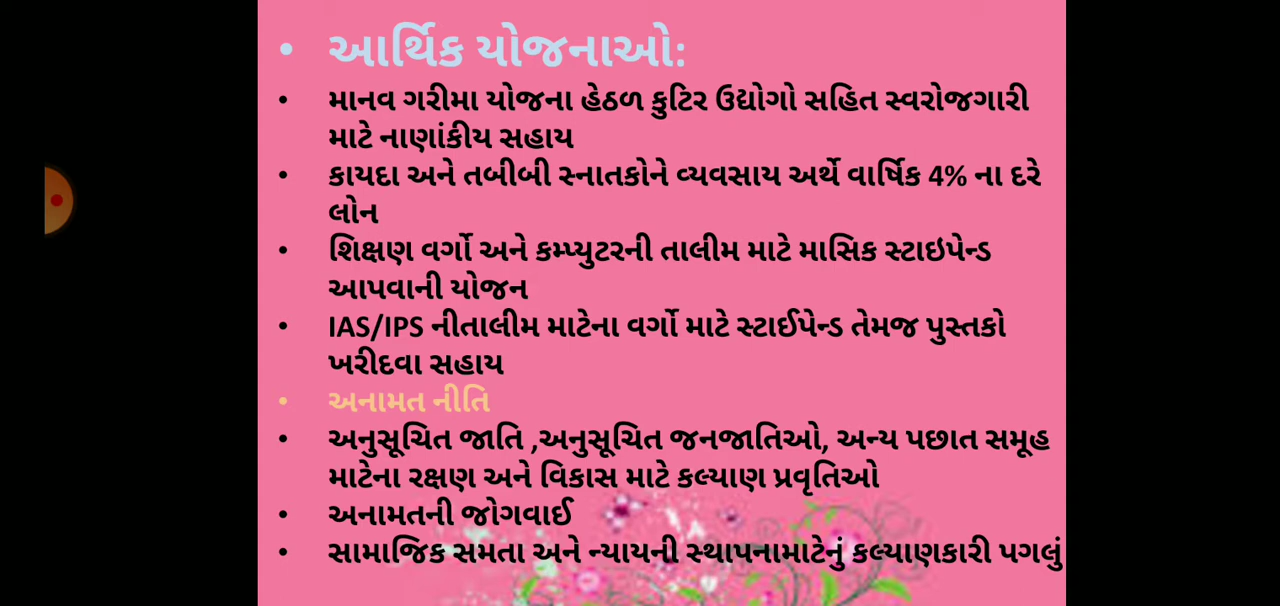 • આર્થિક યોજનાઓ:
• માનવ ગરીમા યોજના હેઠળ કુટિર ઉદ્યોગો સહિત સ્વરોજગારી
માટે નાણાંકીય સહાય
• કાયદા અને તબીબી સ્નાતકોને વ્યવસાય અર્થે વાર્ષિક 4% ના દરે
લોન
• શિક્ષણ વર્ગો અને કમ્પ્યુટરની તાલીમ માટે માસિક સ્ટાઇપેન્ડ
આપવાની યોજન
• IAS/IPS નીતાલીમ માટેના વર્ગો માટે સ્ટાઈપેન્ડ તેમજ પુસ્તકો
ખરીદવા સહાય
• અનામત નીતિ
• અનુસૂચિત જાતિ ,અનુસૂચિત જનજાતિઓ, અન્ય પછાત સમૂહ
માટેના રક્ષણ અને વિકાસ માટે કલ્યાણ પ્રવૃતિઓ
• અનામતની જોગવાઈ
• સામાજિક સમતા અને ન્યાયની સ્થાપનામાટેનું કલ્યાણકારી પગલું